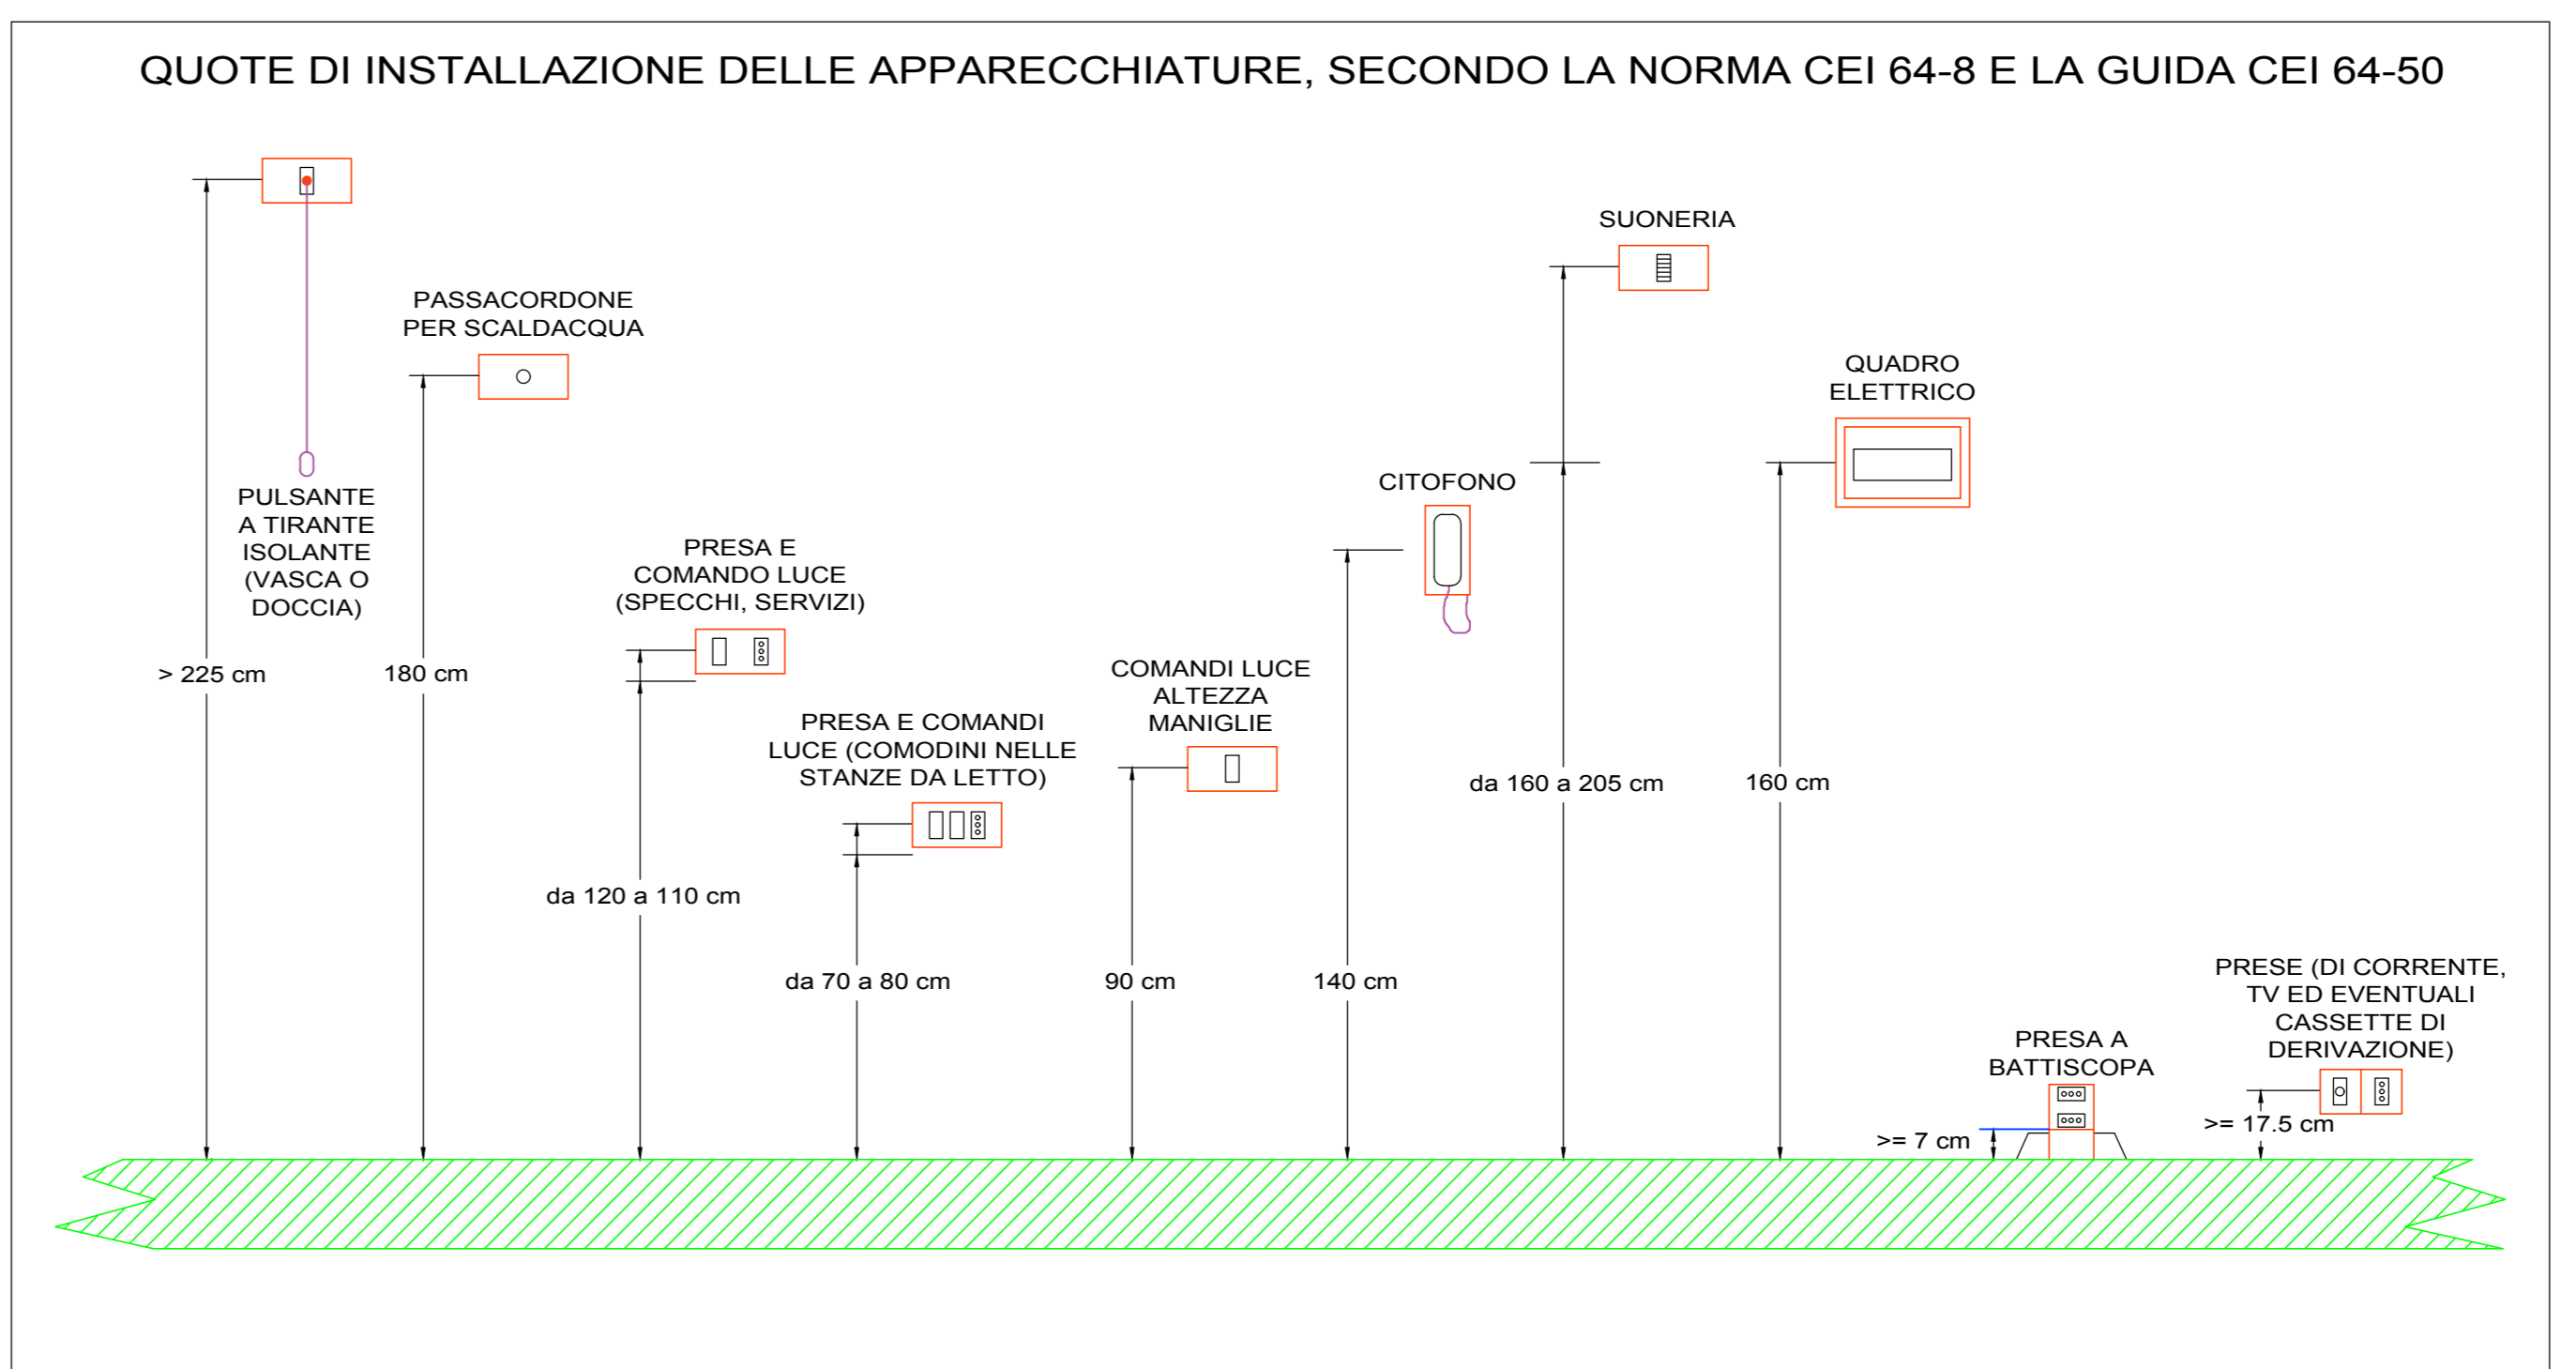 QUOTE DI INSTALLAZIONE DELLE APPARECCHIATURE, SECONDO LA NORMA CEI 64-8 E LA GUIDA CEI 64-50
PULSANTE
A TIRANTE
ISOLANTE
(VASCA O
DOCCIA)
> 225 cm
PASSACORDONE
PER SCALDACQUA
180 cm
PRESA E
COMANDO LUCE
(SPECCHI, SERVIZI)
da 120 a 110 cm
PRESA E COMANDI
LUCE (COMODINI NELLE
STANZE DA LETTO)
da 70 a 80 cm
COMANDI LUCE
ALTEZZA
MANIGLIE
90 cm
CITOFONO
140 cm
SUONERIA
da 160 a 205 cm
QUADRO
ELETTRICO
160 cm
PRESA A
BATTISCOPA
>= 7 cm
PRESE (DI CORRENTE,
TV ED EVENTUALI
CASSETTE DI
DERIVAZIONE)
>= 17.5 cm